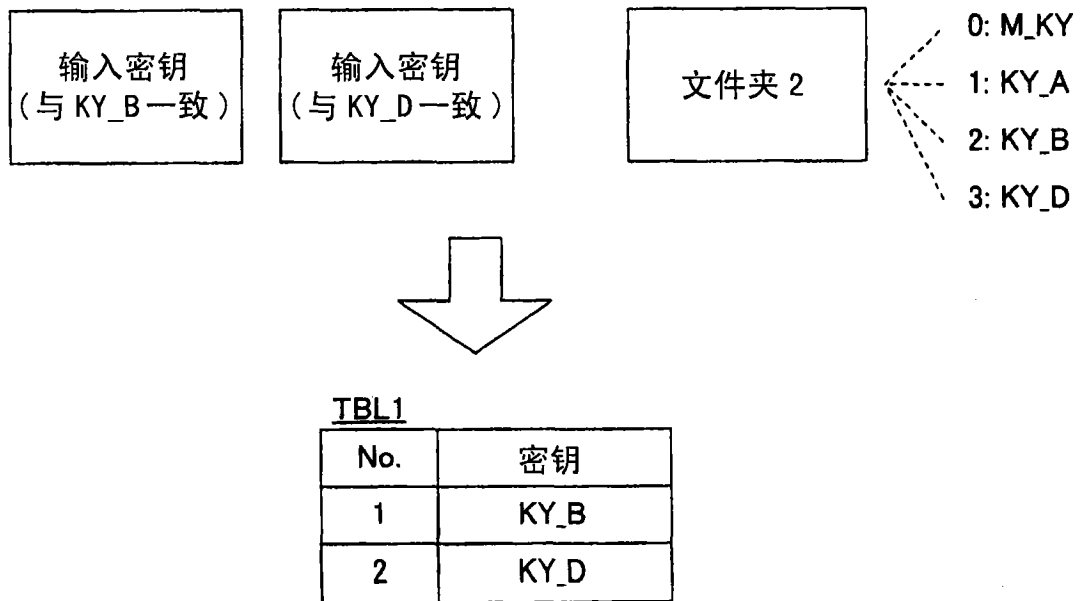 输入密钥
(与 KY_B 一致)
输入密钥
(与 KY_D 一致)
文件夹 2
0: M_KY
1: KY_A
2: KY_B
3: KY_D
TBL1
No. 密钥
1 KY_B
2 KY_D